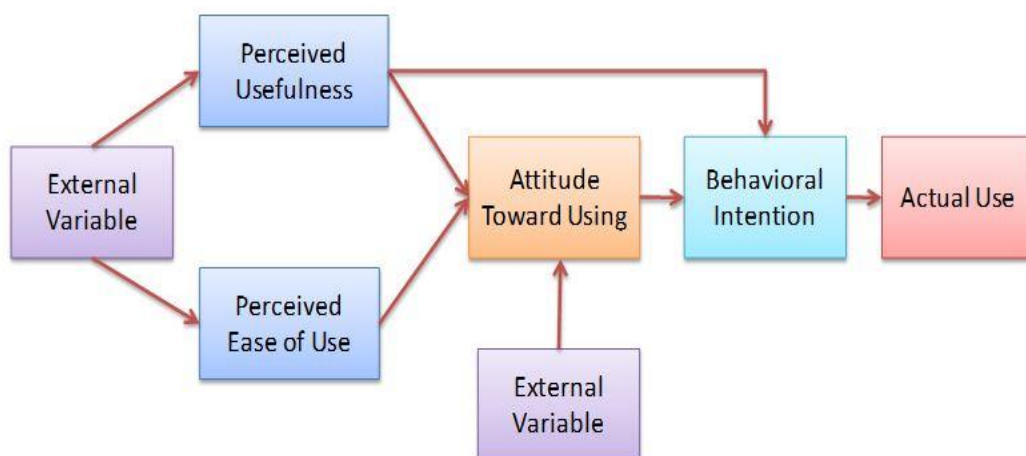 Perceived
Usefulness
External
Variable
Attitude
Toward Using
Behavioral
Intention
Actual Use
Perceived
Ease of Use
External
Variable